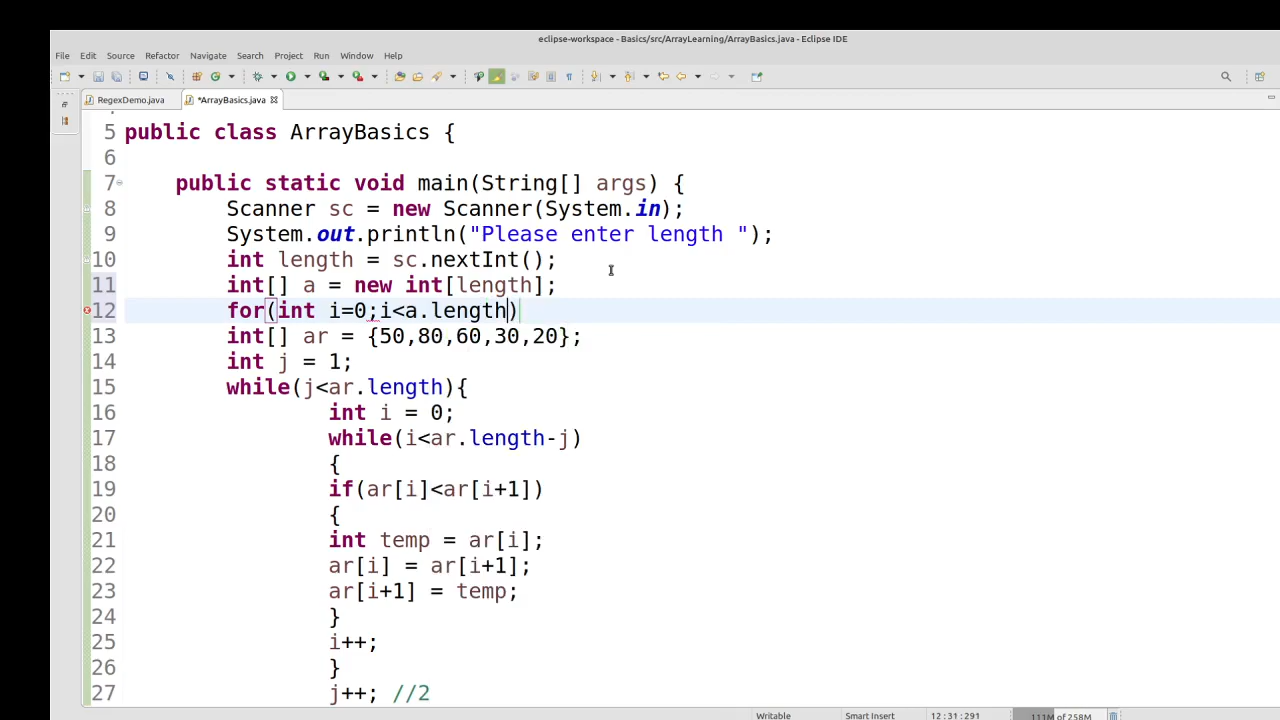 eclipse-workspace - Basics/src/ArrayLearning/ArrayBasics.java - Eclipse IDE
File Edit Source Refactor Navigate Search Project Run Window Help
RegexDemo.java *ArrayBasics.java
5 public class ArrayBasics {
6
7 public static void main(String[] args) {
8 Scanner sc = new Scanner(System.in);
9 System.out.println("Please enter length ");
10 int length = sc.nextInt();
11 int[] a = new int[length];
12 for(int i=0;i<a.length)
13 int[] ar = {50,80,60,30,20};
14 int j = 1;
15 while(j<ar.length){
16 int i = 0;
17 while(i<ar.length-j)
18 {
19 if(ar[i]<ar[i+1])
20 {
21 int temp = ar[i];
22 ar[i] = ar[i+1];
23 ar[i+1] = temp;
24 }
25 i++;
26 }
27 j++; //2
Writable Smart Insert 12:31:291 111M of 258M